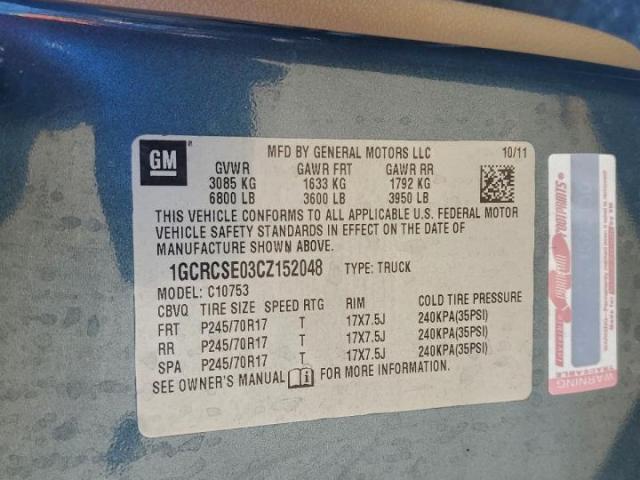 GM
MFD BY GENERAL MOTORS LLC 10/11
GVWR GAWR FRT GAWR RR
3085 KG 1633 KG 1792 KG
6800 LB 3600 LB 3950 LB
THIS VEHICLE CONFORMS TO ALL APPLICABLE U.S. FEDERAL MOTOR
VEHICLE SAFETY STANDARDS IN EFFECT ON THE DATE OF
MANUFACTURE SHOWN ABOVE.
1GCRCSE03CZ152048 TYPE: TRUCK
MODEL: C10753
CBVQ TIRE SIZE SPEED RTG RIM COLD TIRE PRESSURE
FRT P245/70R17 T 17X7.5J 240KPA(35PSI)
RR P245/70R17 T 17X7.5J 240KPA(35PSI)
SPA P245/70R17 T 17X7.5J 240KPA(35PSI)
SEE OWNER'S MANUAL FOR MORE INFORMATION.
FOOTPRINTS
WARNING
TRACEABLE